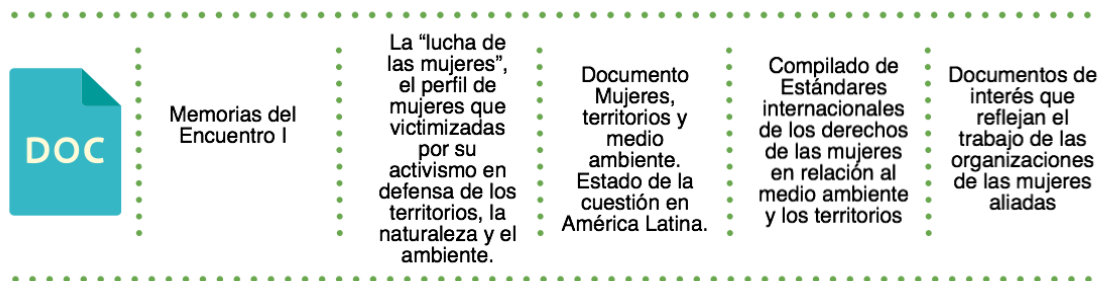 DOC
Memorias del
Encuentro I
La “lucha de
las mujeres”,
el perfil de
mujeres que
victimizadas
por su
activismo en
defensa de los
territorios, la
naturaleza y el
ambiente.
Documento
Mujeres,
territorios y
medio
ambiente.
Estado de la
cuestión en
América Latina.
Compilado de
Estándares
internacionales
de los derechos
de las mujeres
en relación al
medio ambiente
y los territorios
Documentos de
interés que
reflejan el
trabajo de las
organizaciones
de las mujeres
aliadas